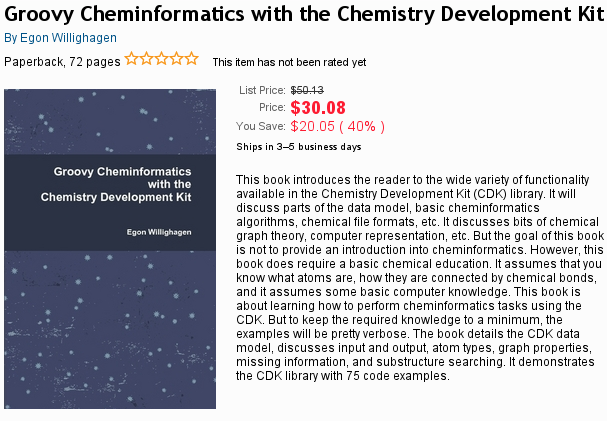 Groovy Cheminformatics with the Chemistry Development Kit
By Egon Willighagen
Paperback, 72 pages This item has not been rated yet
List Price: $50.13
Price: $30.08
You Save: $20.05 ( 40% )
Ships in 3–5 business days
Groovy Cheminformatics
with the
Chemistry Development Kit
Egon Willighagen
This book introduces the reader to the wide variety of functionality
available in the Chemistry Development Kit (CDK) library. It will
discuss parts of the data model, basic cheminformatics
algorithms, chemical file formats, etc. It discusses bits of chemical
graph theory, computer representation, etc. But the goal of this book
is not to provide an introduction into cheminformatics. However, this
book does require a basic chemical education. It assumes that you
know what atoms are, how they are connected by chemical bonds,
and it assumes some basic computer knowledge. This book is
about learning how to perform cheminformatics tasks using the
CDK. But to keep the required knowledge to a minimum, the
examples will be pretty verbose. The book details the CDK data
model, discusses input and output, atom types, graph properties,
missing information, and substructure searching. It demonstrates
the CDK library with 75 code examples.